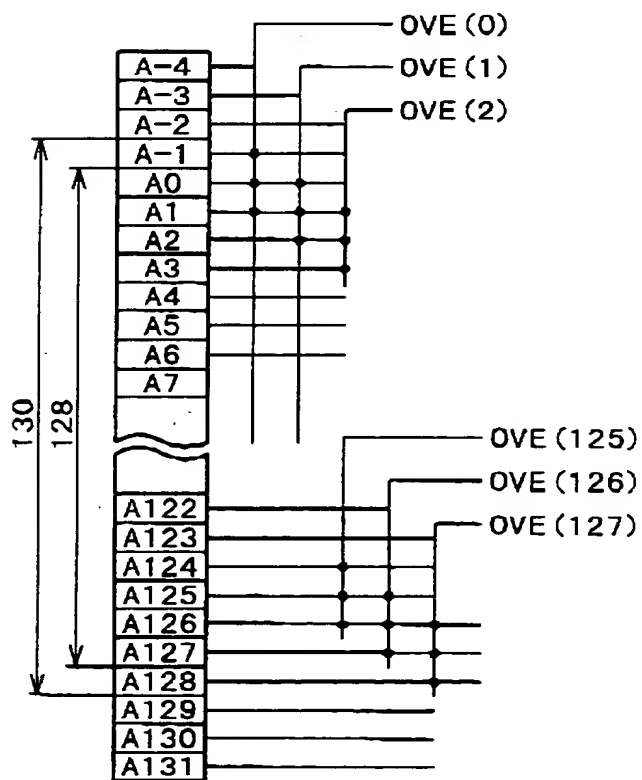 OVE(0)
A-4
OVE(1)
A-3
OVE(2)
A-2
A-1
A0
A1
A2
A3
A4
A5
A6
A7
130
128
OVE(125)
OVE(126)
A122
OVE(127)
A123
A124
A125
A126
A127
A128
A129
A130
A131